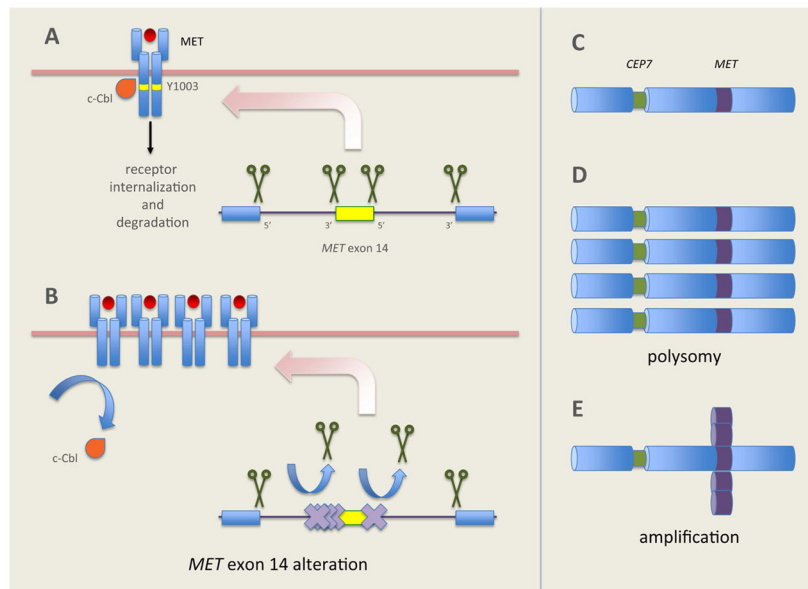 A
MET
c-Cbl
Y1003
receptor
internalization
and
degradation
5’ 3’ 5’ 3’
MET exon 14
B
c-Cbl
MET exon 14 alteration
C
CEP7 MET
D
polysomy
E
amplification